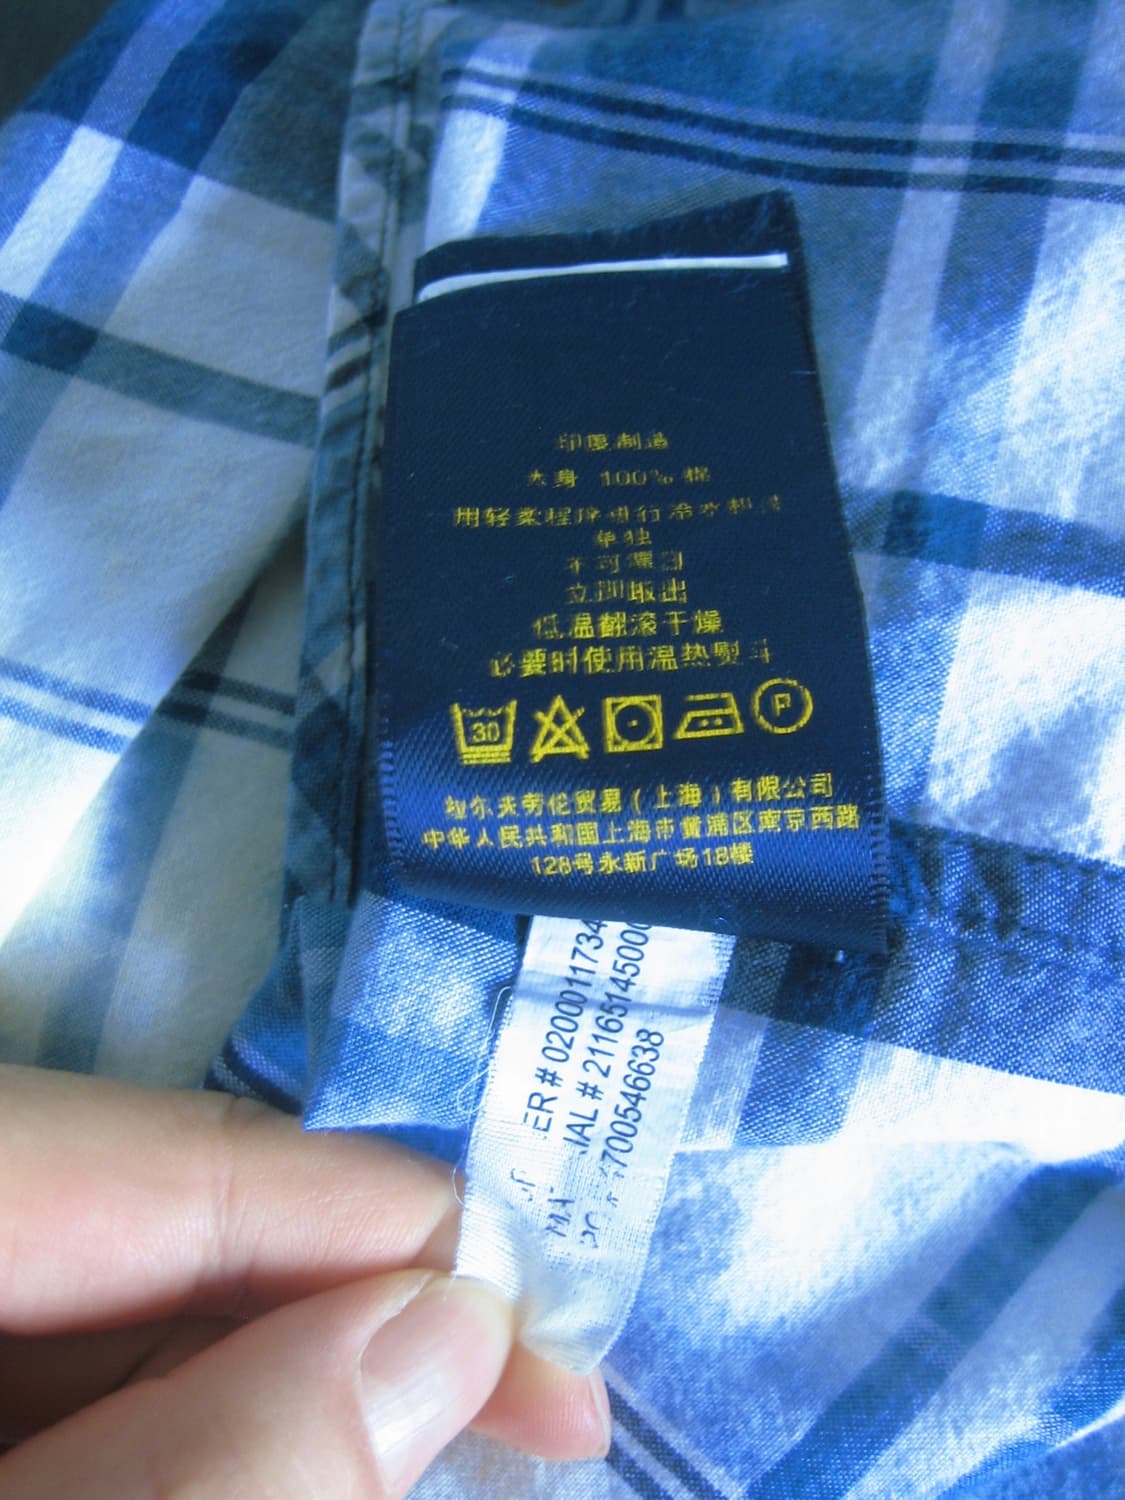 印度制造
大身 100% 棉
用轻柔程序进行冷水机洗
单独
不可漂白
立即取出
低温翻滚干燥
必要时使用温热熨斗
30
P
拉尔夫劳伦贸易(上海)有限公司
中华人民共和国上海市黄浦区南京西路
128号永新广场18楼
ER # 0200011734
IAL # 211651450000
PO # 4700546638